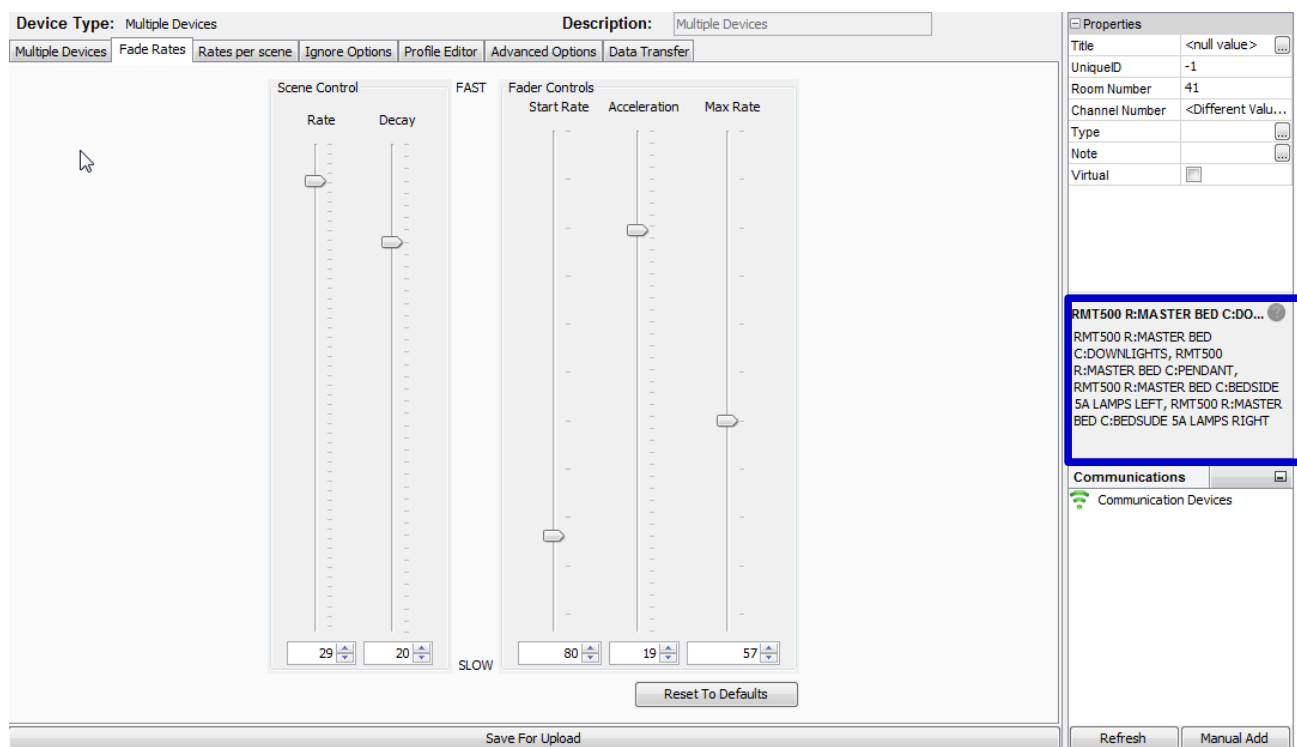 Device Type: Multiple Devices Description: Multiple Devices
Multiple Devices Fade Rates Rates per scene Ignore Options Profile Editor Advanced Options Data Transfer
Scene Control FAST Fader Controls
Rate Decay Start Rate Acceleration Max Rate
29 20 SLOW 80 19 57
Reset To Defaults
Save For Upload
Properties
Title <null value> ...
UniqueID -1
Room Number 41
Channel Number <Different Valu...
Type ...
Note ...
Virtual
RMT500 R:MASTER BED C:DO... ?
RMT500 R:MASTER BED
C:DOWNLIGHTS, RMT500
R:MASTER BED C:PENDANT,
RMT500 R:MASTER BED C:BEDSIDE
5A LAMPS LEFT, RMT500 R:MASTER
BED C:BEDSUDE 5A LAMPS RIGHT
Communications
Communication Devices
Refresh Manual Add